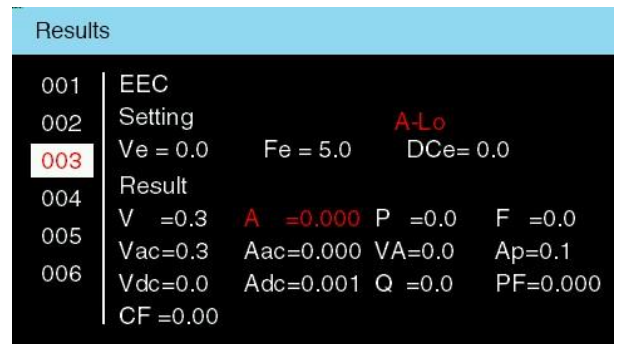 Results
001 EEC
002 Setting A-Lo
003 Ve = 0.0 Fe = 5.0 DCe= 0.0
004 Result
V =0.3 A =0.000 P =0.0 F =0.0
005 Vac=0.3 Aac=0.000 VA=0.0 Ap=0.1
006 Vdc=0.0 Adc=0.001 Q =0.0 PF=0.000
CF =0.00